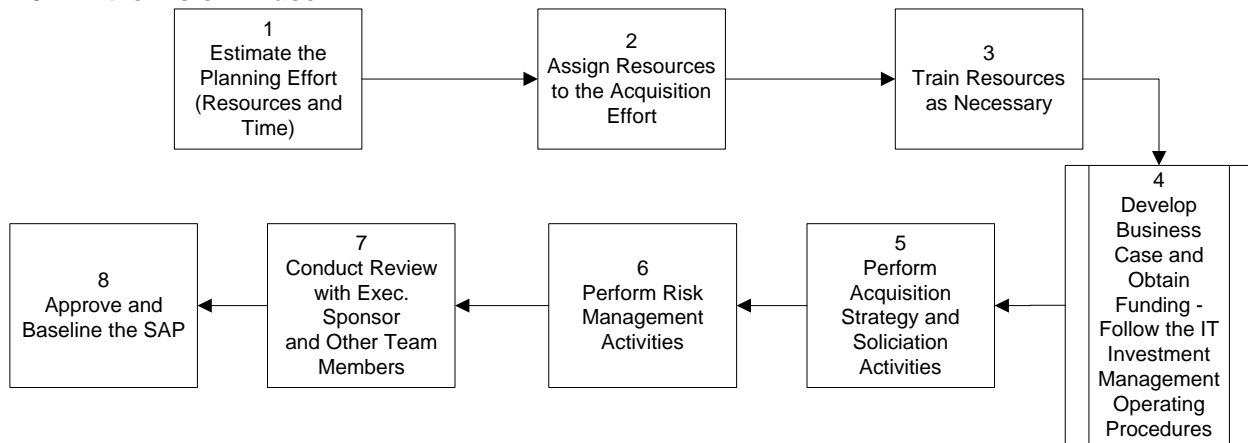 1
Estimate the
Planning Effort
(Resources and
Time)
2
Assign Resources
to the Acquisition
Effort
3
Train Resources
as Necessary
4
Develop
Business
Case and
Obtain
Funding -
Follow the IT
Investment
Management
Operating
Procedures
5
Perform
Acquisition
Strategy and
Soliciation
Activities
6
Perform Risk
Management
Activities
7
Conduct Review
with Exec.
Sponsor
and Other Team
Members
8
Approve and
Baseline the SAP